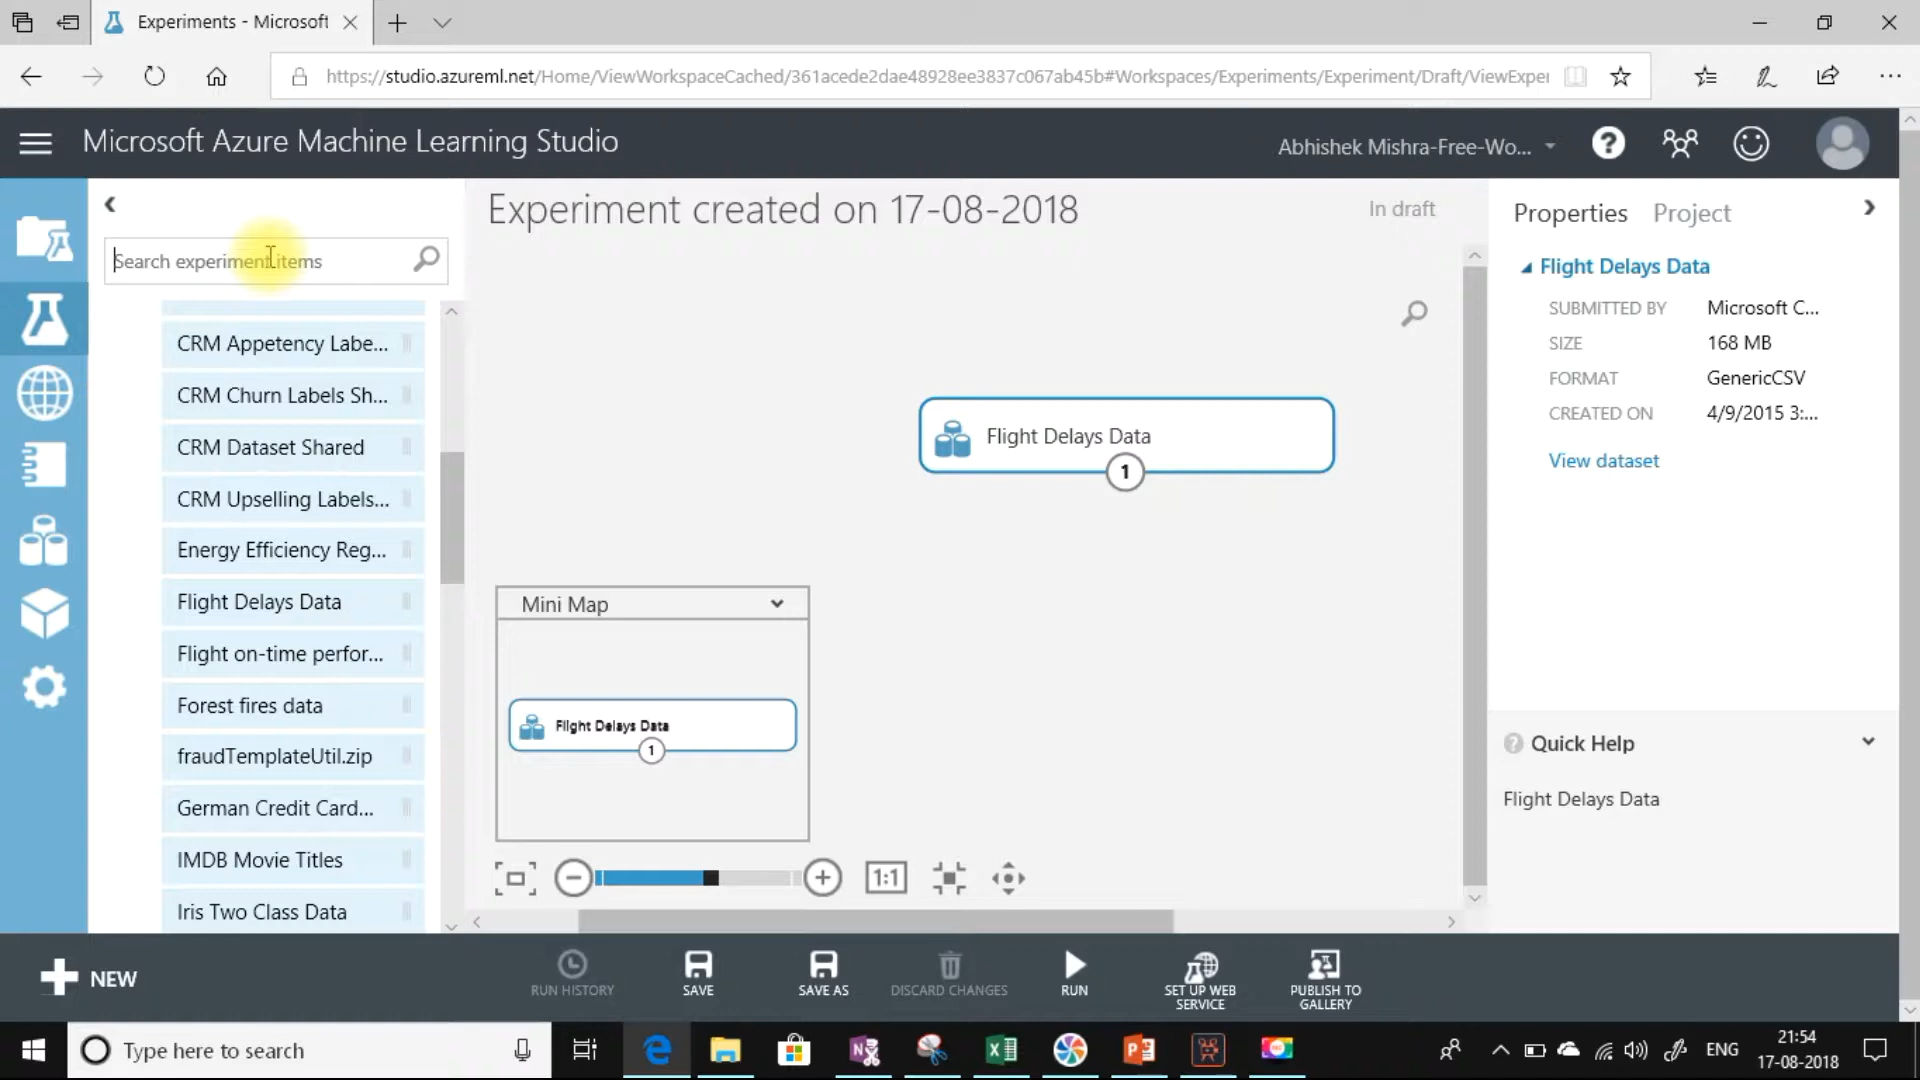 Experiments - Microsoft
https://studio.azureml.net/Home/ViewWorkspaceCached/361acede2dae48928ee3837c067ab45b#Workspaces/Experiments/Experiment/Draft/ViewExper
Microsoft Azure Machine Learning Studio
Abhishek Mishra-Free-Wo...
Search experiment items
CRM Appetency Labe...
CRM Churn Labels Sh...
CRM Dataset Shared
CRM Upselling Labels...
Energy Efficiency Reg...
Flight Delays Data
Flight on-time perfor...
Forest fires data
fraudTemplateUtil.zip
German Credit Card...
IMDB Movie Titles
Iris Two Class Data
Experiment created on 17-08-2018
In draft
Flight Delays Data
1
Mini Map
Flight Delays Data
1
1:1
Properties Project
Flight Delays Data
SUBMITTED BY Microsoft C...
SIZE 168 MB
FORMAT GenericCSV
CREATED ON 4/9/2015 3:...
View dataset
Quick Help
Flight Delays Data
NEW
RUN HISTORY
SAVE
SAVE AS
DISCARD CHANGES
RUN
SET UP WEB
SERVICE
PUBLISH TO
GALLERY
Type here to search
ENG
21:54
17-08-2018